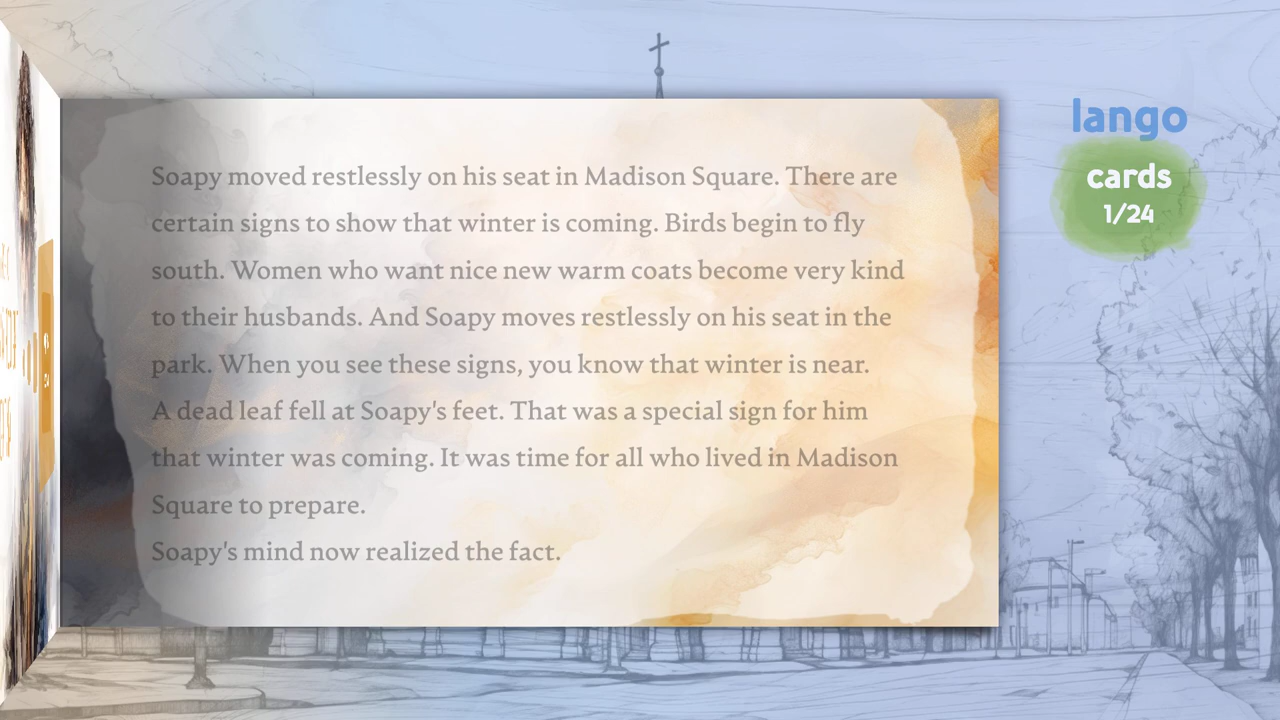 Soapy moved restlessly on his seat in Madison Square. There are
certain signs to show that winter is coming. Birds begin to fly
south. Women who want nice new warm coats become very kind
to their husbands. And Soapy moves restlessly on his seat in the
park. When you see these signs, you know that winter is near.
A dead leaf fell at Soapy's feet. That was a special sign for him
that winter was coming. It was time for all who lived in Madison
Square to prepare.
Soapy's mind now realized the fact.
lango
cards
1/24